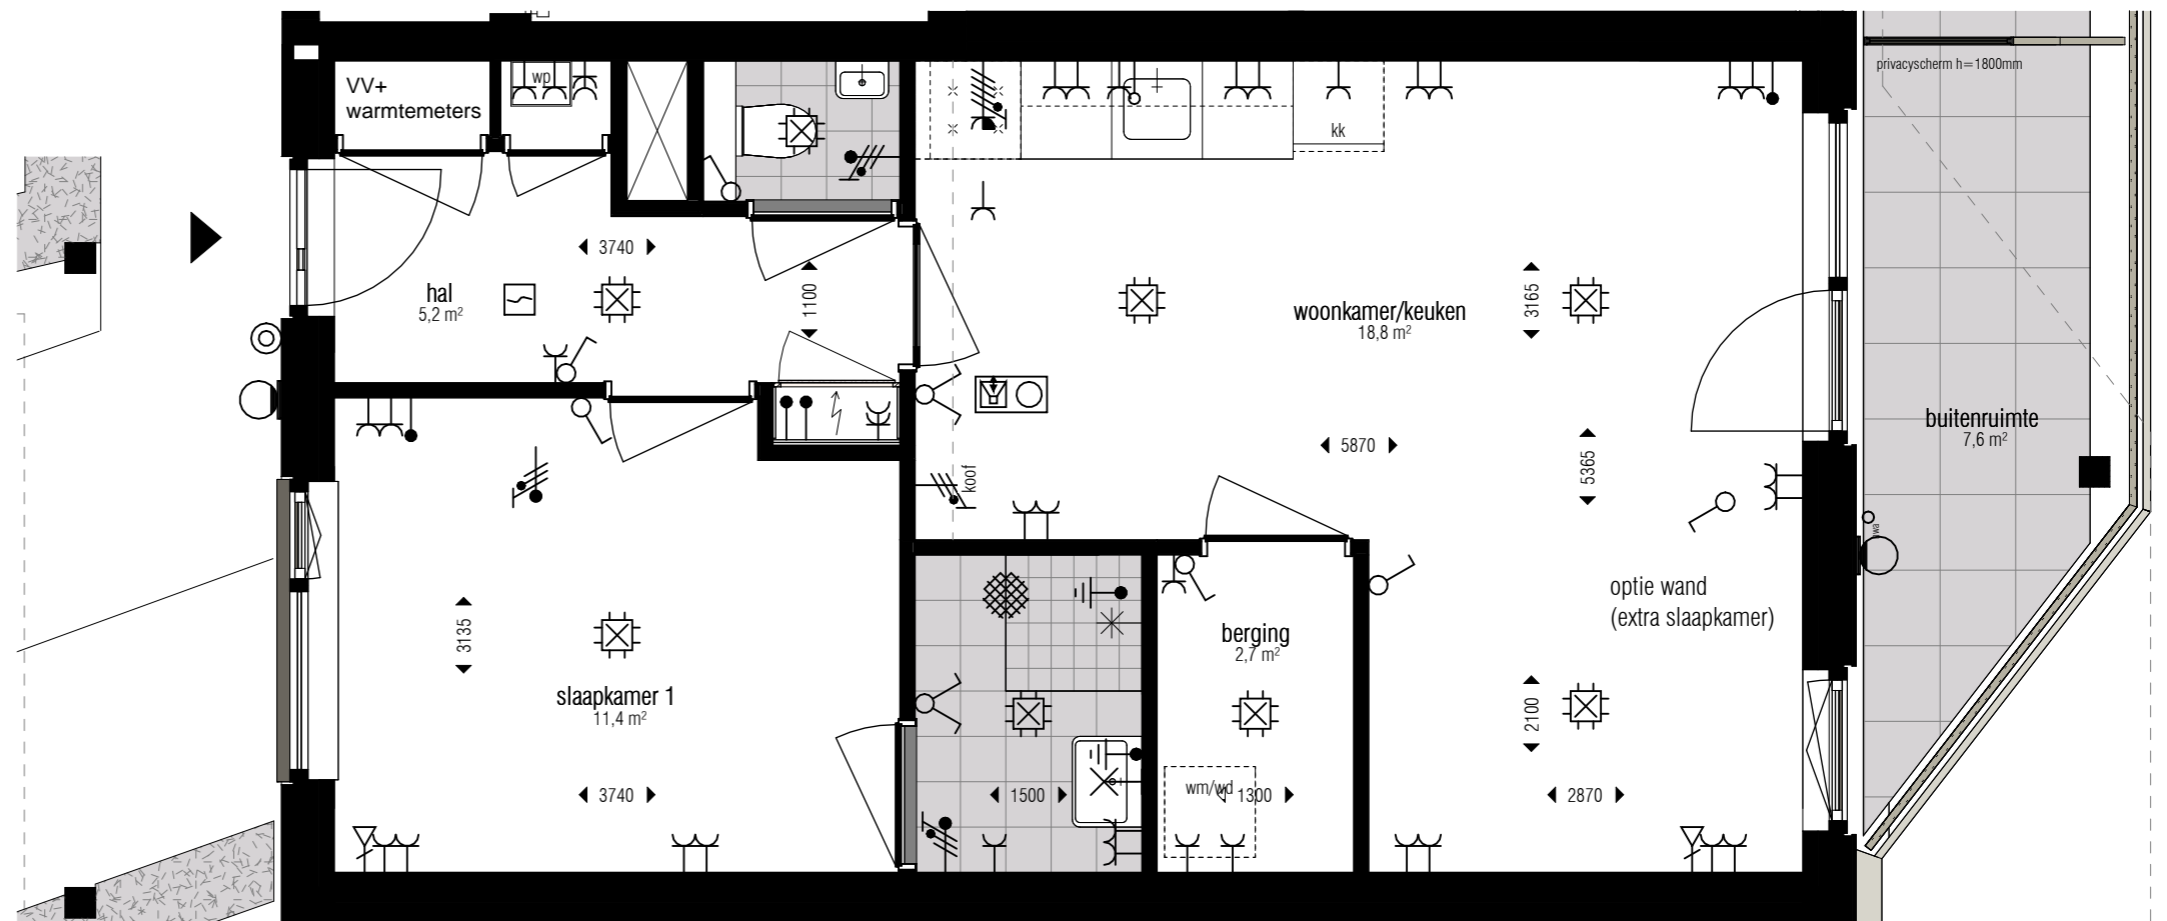 privacyscherm h=1800mm
VV+
warmtemeters
wp
kk
3740
hal
5,2 m²
1100
woonkamer/keuken
18,8 m²
3165
buitenruimte
7,6 m²
5870
5365
koof
optie wand
(extra slaapkamer)
berging
2,7 m²
3135
slaapkamer 1
11,4 m²
2100
wm/wd
3740
1500
1300
2870